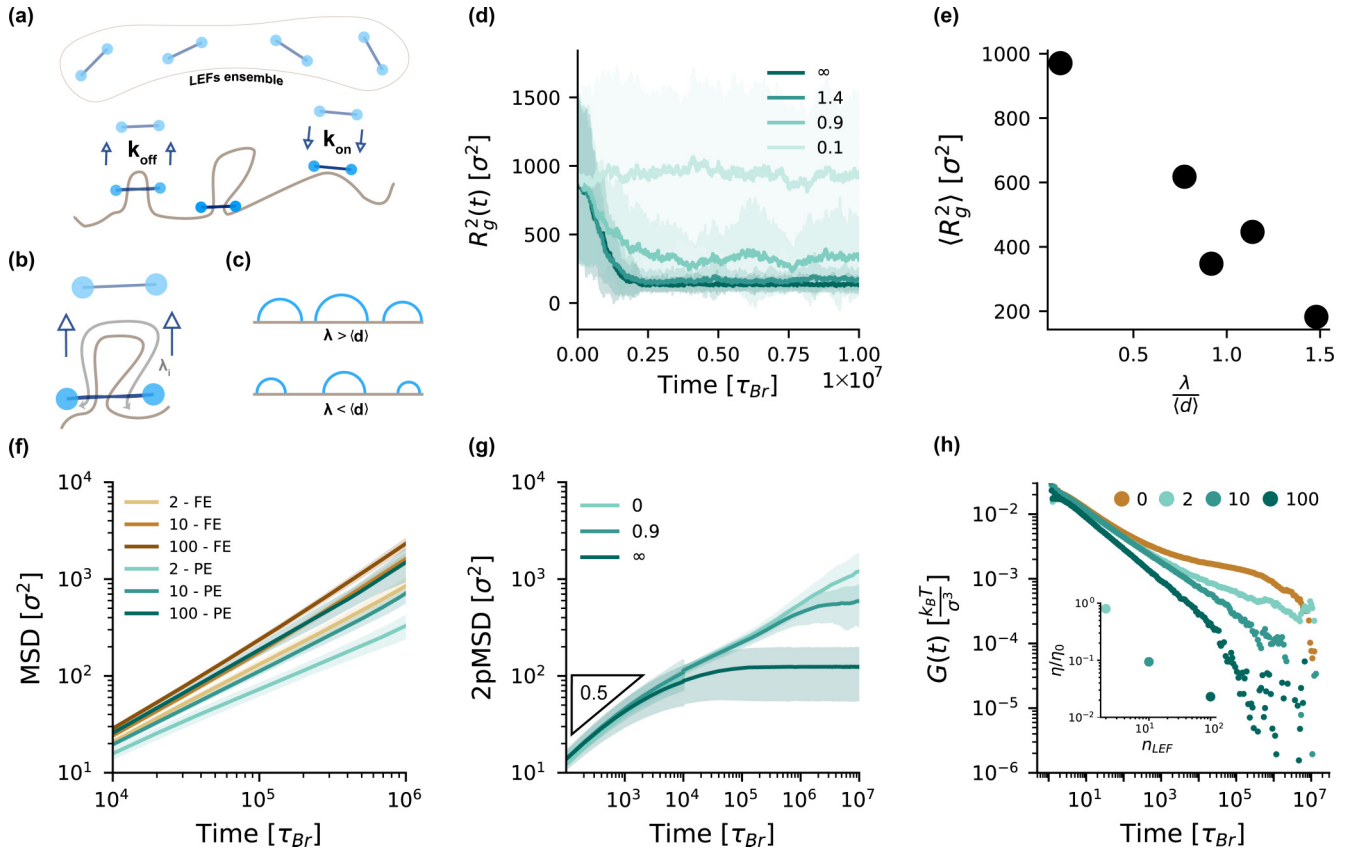 (a)
LEFs ensemble
k_off
k_on
(b)
λ_i
(c)
λ > ⟨d⟩
λ < ⟨d⟩
(d)
R_g^2(t) [σ^2]
1500
1000
500
0
∞
1.4
0.9
0.1
0.00 0.25 0.50 0.75 1.00
Time [τ_Br] 1×10^7
(e)
⟨R_g^2⟩ [σ^2]
1000
800
600
400
200
0.5 1.0 1.5
λ/⟨d⟩
(f)
MSD [σ^2]
10^4
10^3
10^2
10^1
2 - FE
10 - FE
100 - FE
2 - PE
10 - PE
100 - PE
10^4 10^5 10^6
Time [τ_Br]
(g)
2pMSD [σ^2]
10^4
10^3
10^2
10^1
0
0.9
∞
0.5
10^3 10^4 10^5 10^6 10^7
Time [τ_Br]
(h)
G(t) [k_BT/σ^3]
10^-2
10^-3
10^-4
10^-5
10^-6
0 2 10 100
η/η_0
10^0
10^-1
10^-2
10^1 10^2
n_LEF
10^1 10^3 10^5 10^7
Time [τ_Br]